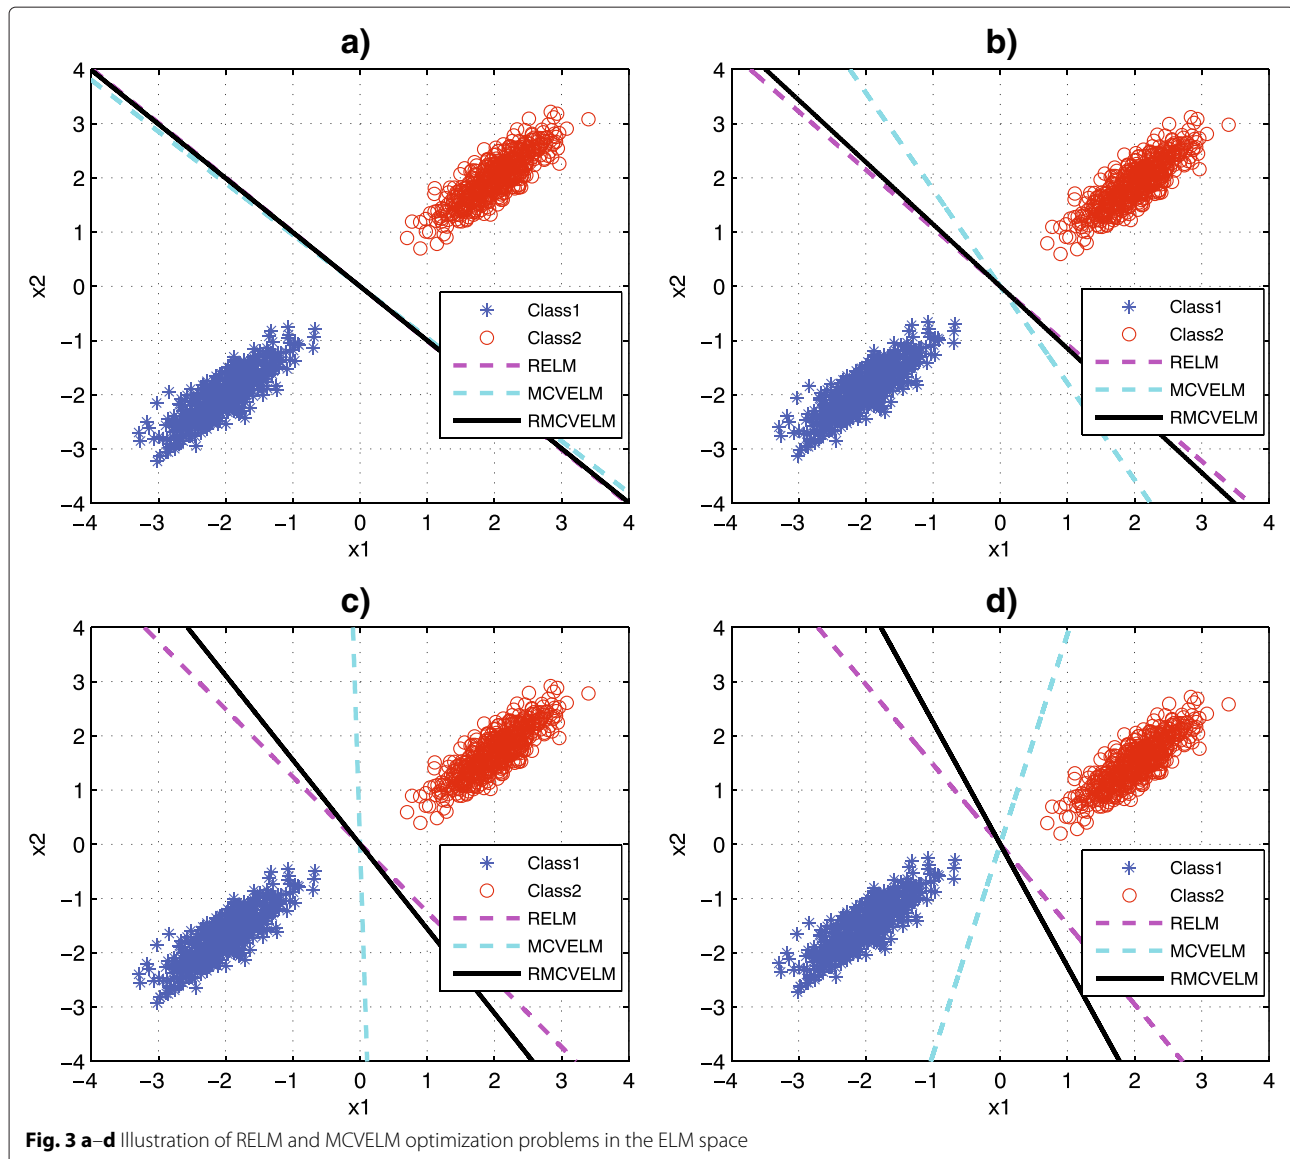 a)
4
3
2
1
0
−1
−2
−3
−4
x2
−4 −3 −2 −1 0 1 2 3 4
x1
Class1
Class2
RELM
MCVELM
RMCVELM
b)
4
3
2
1
0
−1
−2
−3
−4
x2
−4 −3 −2 −1 0 1 2 3 4
x1
Class1
Class2
RELM
MCVELM
RMCVELM
c)
4
3
2
1
0
−1
−2
−3
−4
x2
−4 −3 −2 −1 0 1 2 3 4
x1
Class1
Class2
RELM
MCVELM
RMCVELM
d)
4
3
2
1
0
−1
−2
−3
−4
x2
−4 −3 −2 −1 0 1 2 3 4
x1
Class1
Class2
RELM
MCVELM
RMCVELM
Fig. 3 a–d Illustration of RELM and MCVELM optimization problems in the ELM space